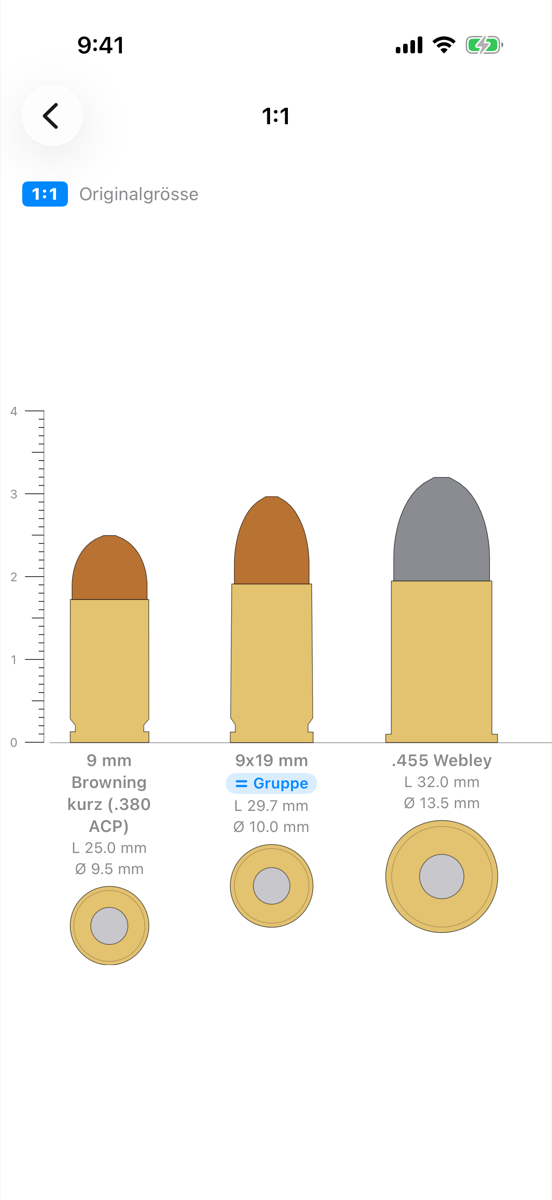 9:41
1:1
1:1 Originalgrösse
4
3
2
1
0
9 mm
Browning
kurz (.380
ACP)
L 25.0 mm
Ø 9.5 mm
9x19 mm
= Gruppe
L 29.7 mm
Ø 10.0 mm
.455 Webley
L 32.0 mm
Ø 13.5 mm